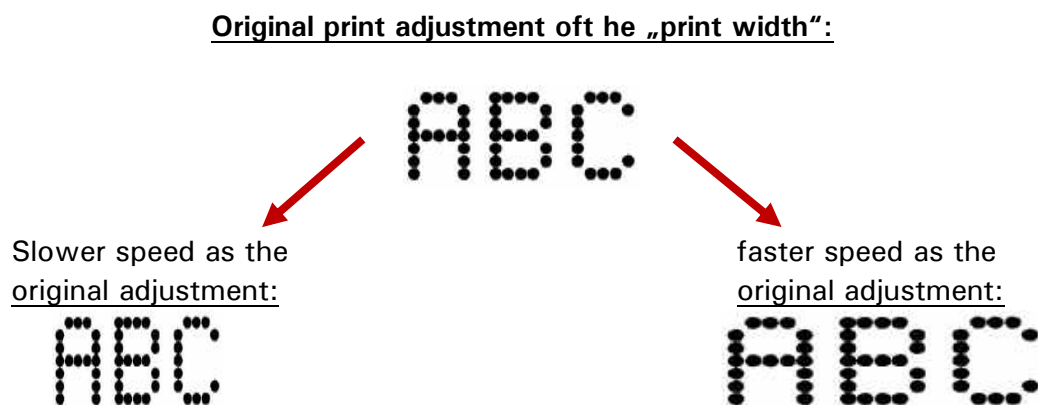 Original print adjustment oft he „print width“:
ABC
Slower speed as the
original adjustment:
ABC
faster speed as the
original adjustment:
ABC